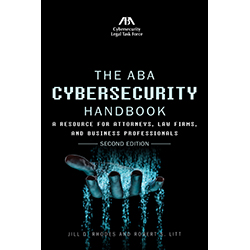 ABA
Cybersecurity
Legal Task Force
THE ABA
CYBERSECURITY
HANDBOOK
A RESOURCE FOR ATTORNEYS, LAW FIRMS,
AND BUSINESS PROFESSIONALS
SECOND EDITION
JILL D. RHODES AND ROBERT S. LITT